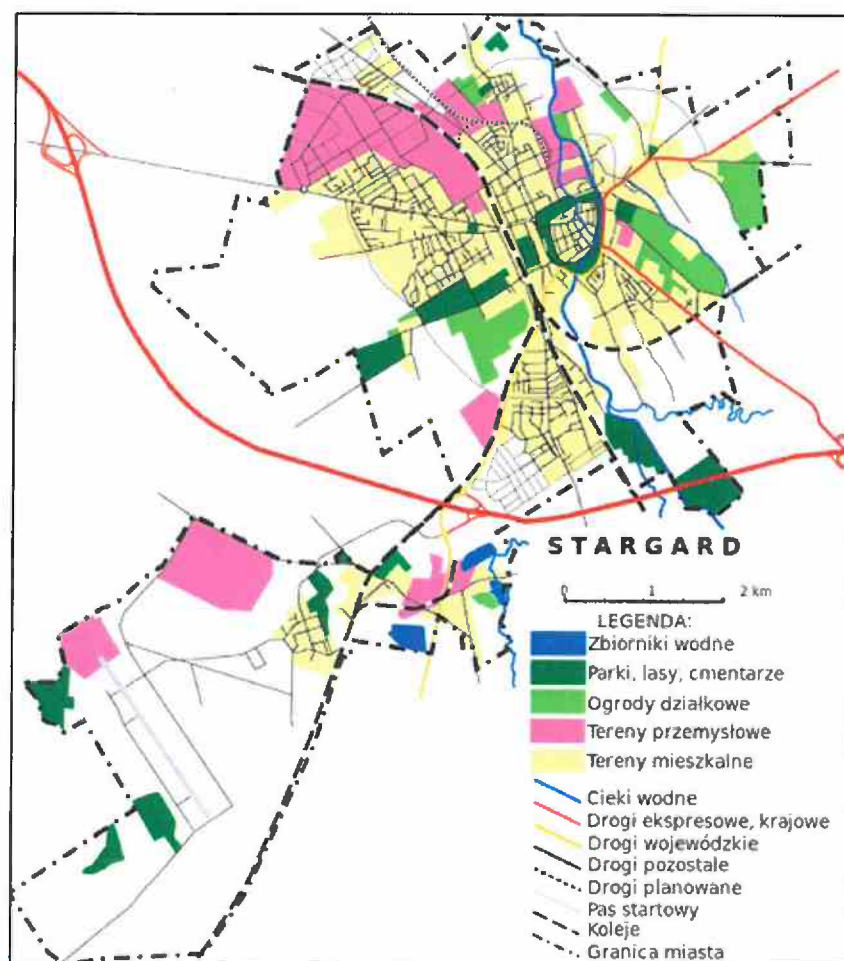 STARGARD
0 1 2 km
LEGENDA:
Zbiorniki wodne
Parki, lasy, cmentarze
Ogrody działkowe
Tereny przemysłowe
Tereny mieszkalne
Cieki wodne
Drogi ekspresowe, krajowe
Drogi wojewódzkie
Drogi pozostałe
Drogi planowane
Pas startowy
Koleje
Granica miasta